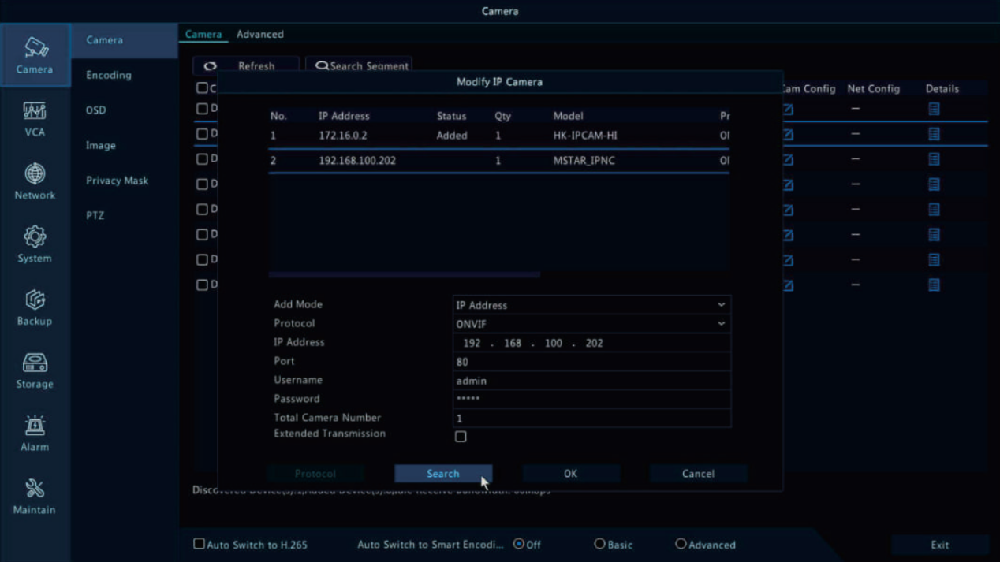 Camera
Camera
Camera
Advanced
Camera
Encoding
OSD
Image
Privacy Mask
PTZ
VCA
Network
System
Backup
Storage
Alarm
Maintain
Refresh
Search Segment
Cam Config Net Config Details
Modify IP Camera
No. IP Address Status Qty Model Pr
1 172.16.0.2 Added 1 HK-IPCAM-HI
2 192.168.100.202 1 MSTAR_IPNC
Add Mode IP Address
Protocol ONVIF
IP Address 192 . 168 . 100 . 202
Port 80
Username admin
Password *****
Total Camera Number 1
Extended Transmission
Protocol Search OK Cancel
Auto Switch to H.265 Auto Switch to Smart Encodi... Off Basic Advanced Exit